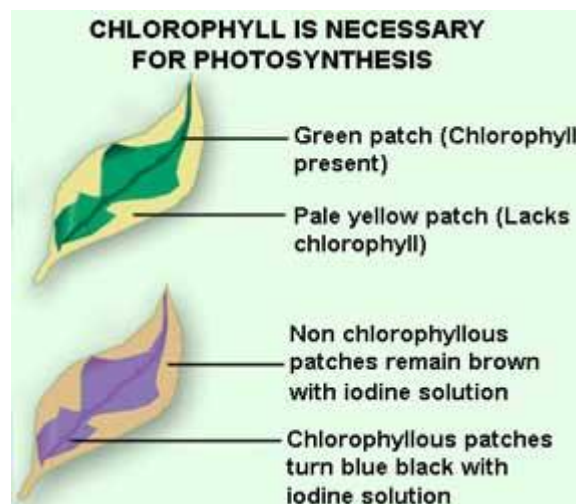 CHLOROPHYLL IS NECESSARY
FOR PHOTOSYNTHESIS
Green patch (Chlorophyll
present)
Pale yellow patch (Lacks
chlorophyll)
Non chlorophyllous
patches remain brown
with iodine solution
Chlorophyllous patches
turn blue black with
iodine solution